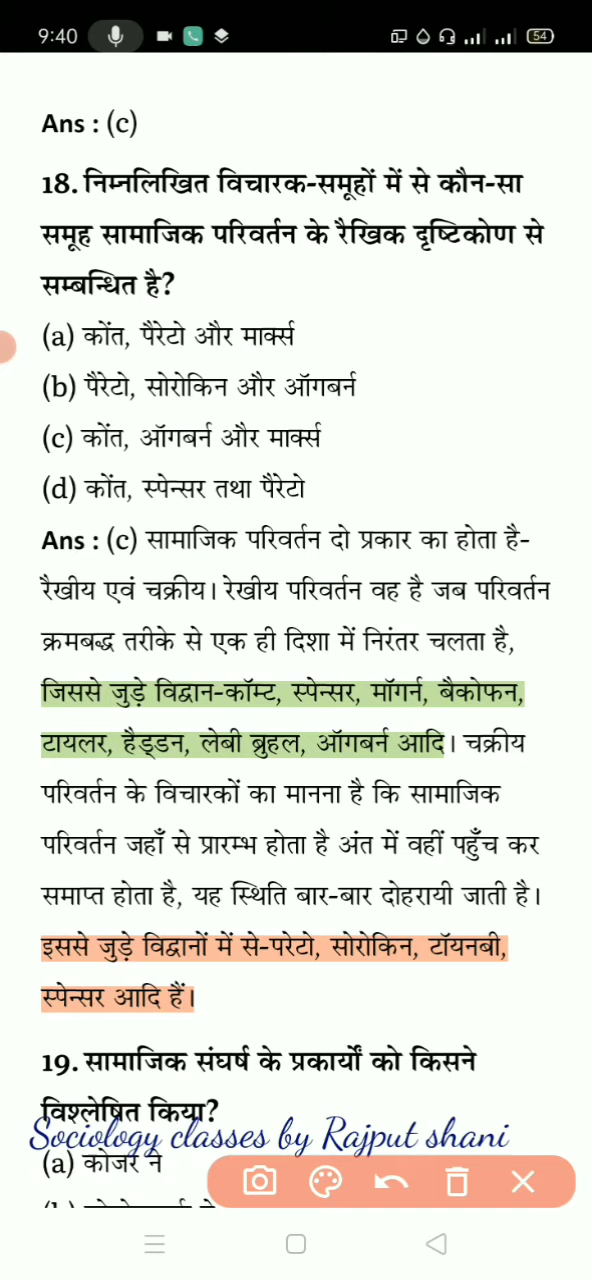 9:40
54
Ans : (c)
18. निम्नलिखित विचारक-समूहों में से कौन-सा
समूह सामाजिक परिवर्तन के रैखिक दृष्टिकोण से
सम्बन्धित है?
(a) कोंत, पैरेटो और मार्क्स
(b) पैरेटो, सोरोकिन और ऑगबर्न
(c) कोंत, ऑगबर्न और मार्क्स
(d) कोंत, स्पेन्सर तथा पैरेटो
Ans : (c) सामाजिक परिवर्तन दो प्रकार का होता है-
रैखीय एवं चक्रीय। रेखीय परिवर्तन वह है जब परिवर्तन
क्रमबद्ध तरीके से एक ही दिशा में निरंतर चलता है,
जिससे जुड़े विद्वान-कॉम्ट, स्पेन्सर, मॉगर्न, बैकोफन,
टायलर, हैड्डन, लेबी ब्रुहल, ऑगबर्न आदि। चक्रीय
परिवर्तन के विचारकों का मानना है कि सामाजिक
परिवर्तन जहाँ से प्रारम्भ होता है अंत में वहीं पहुँच कर
समाप्त होता है, यह स्थिति बार-बार दोहरायी जाती है।
इससे जुड़े विद्वानों में से-परेटो, सोरोकिन, टॉयनबी,
स्पेन्सर आदि हैं।
19. सामाजिक संघर्ष के प्रकार्यों को किसने
विश्लेषित किया?
Sociology classes by Rajput shani
(a) कोजर ने